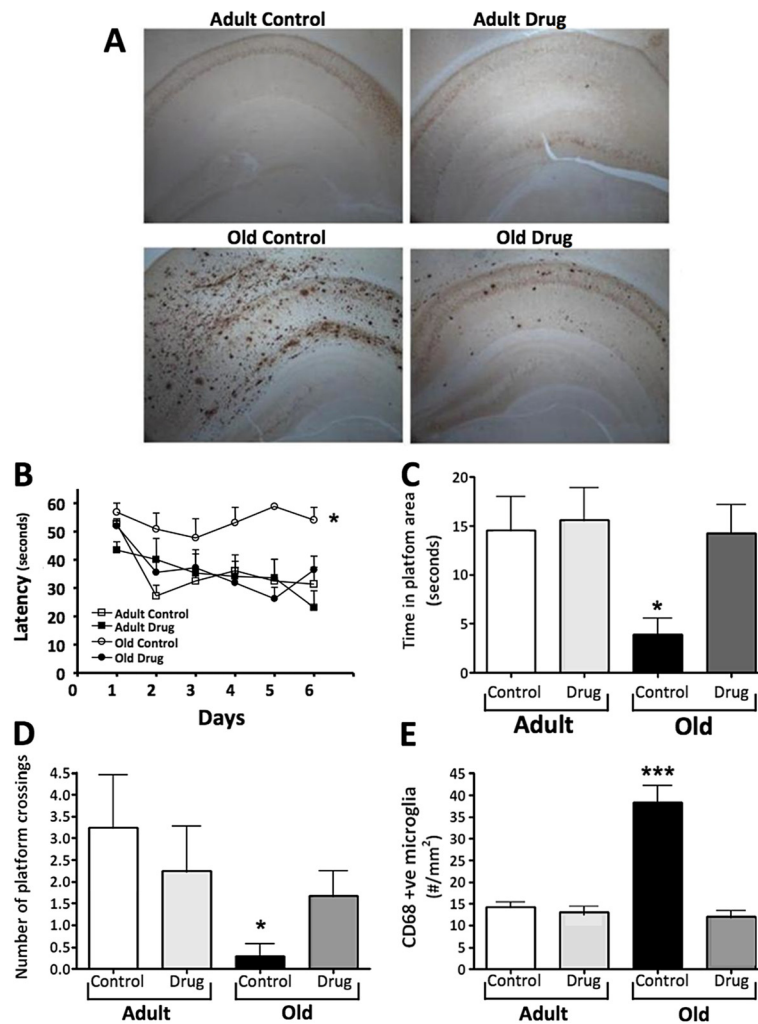 A
Adult Control
Adult Drug
Old Control
Old Drug
B
Latency (seconds)
60
50
40
30
20
10
0
0 1 2 3 4 5 6
Days
Adult Control
Adult Drug
Old Control
Old Drug
*
C
Time in platfom area
(seconds)
20
15
10
5
0
*
Control Drug Control Drug
Adult Old
D
Number of platform crossings
4.5
4.0
3.5
3.0
2.5
2.0
1.5
1.0
0.5
0.0
*
Control Drug Control Drug
Adult Old
E
CD68 +ve microglia
(#/mm²)
45
40
35
30
25
20
15
10
5
0
***
Control Drug Control Drug
Adult Old